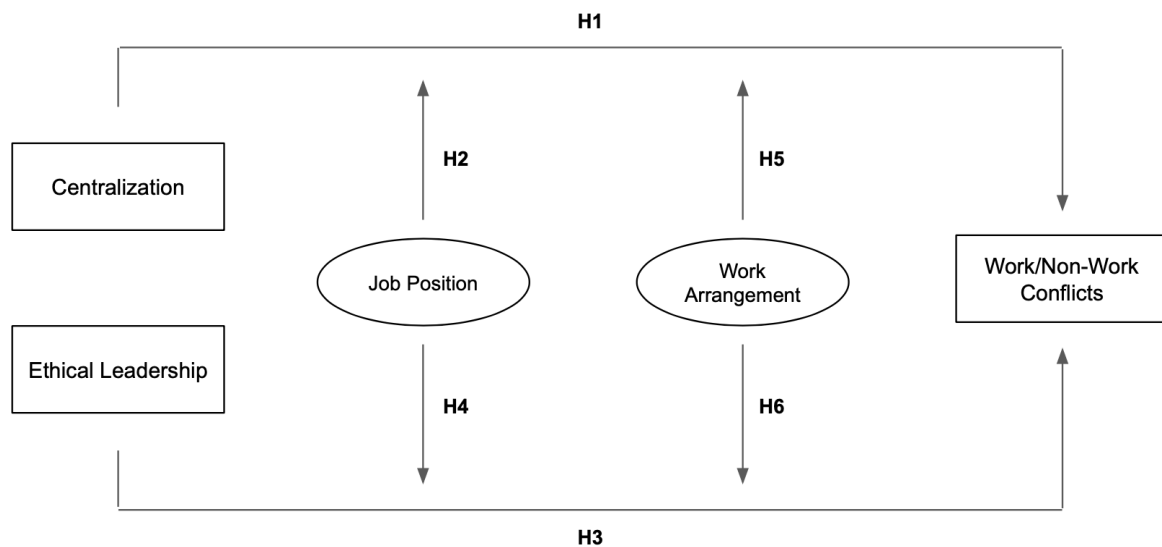 H1
H2
H5
Centralization
Job Position
Work
Arrangement
Work/Non-Work
Conflicts
Ethical Leadership
H4
H6
H3